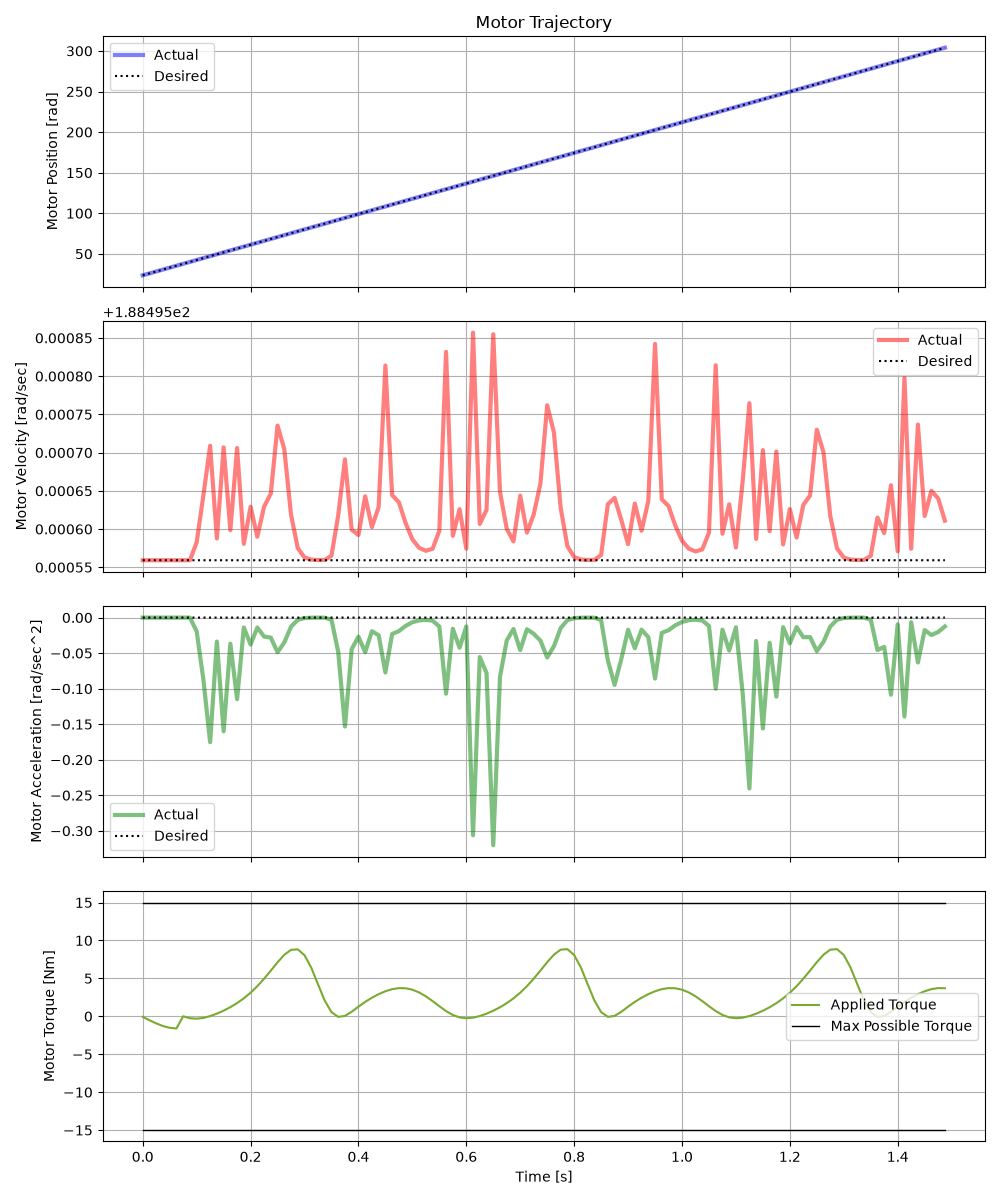 Motor Trajectory
Motor Position [rad]
300
250
200
150
100
50
Actual
Desired
+1.88495e2
Motor Velocity [rad/sec]
0.00085
0.00080
0.00075
0.00070
0.00065
0.00060
0.00055
Actual
Desired
Motor Acceleration [rad/sec^2]
0.00
−0.05
−0.10
−0.15
−0.20
−0.25
−0.30
Actual
Desired
Motor Torque [Nm]
15
10
5
0
−5
−10
−15
Applied Torque
Max Possible Torque
0.0 0.2 0.4 0.6 0.8 1.0 1.2 1.4
Time [s]